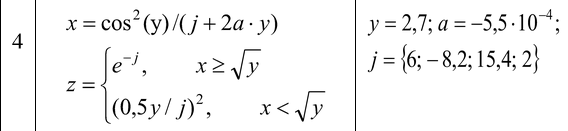 4
x = cos²(y)/(j + 2a · y)
z = { e⁻ʲ, x ≥ √y
(0,5y / j)², x < √y
y = 2,7; a = –5,5·10⁻⁴;
j = {6; – 8,2; 15,4; 2}